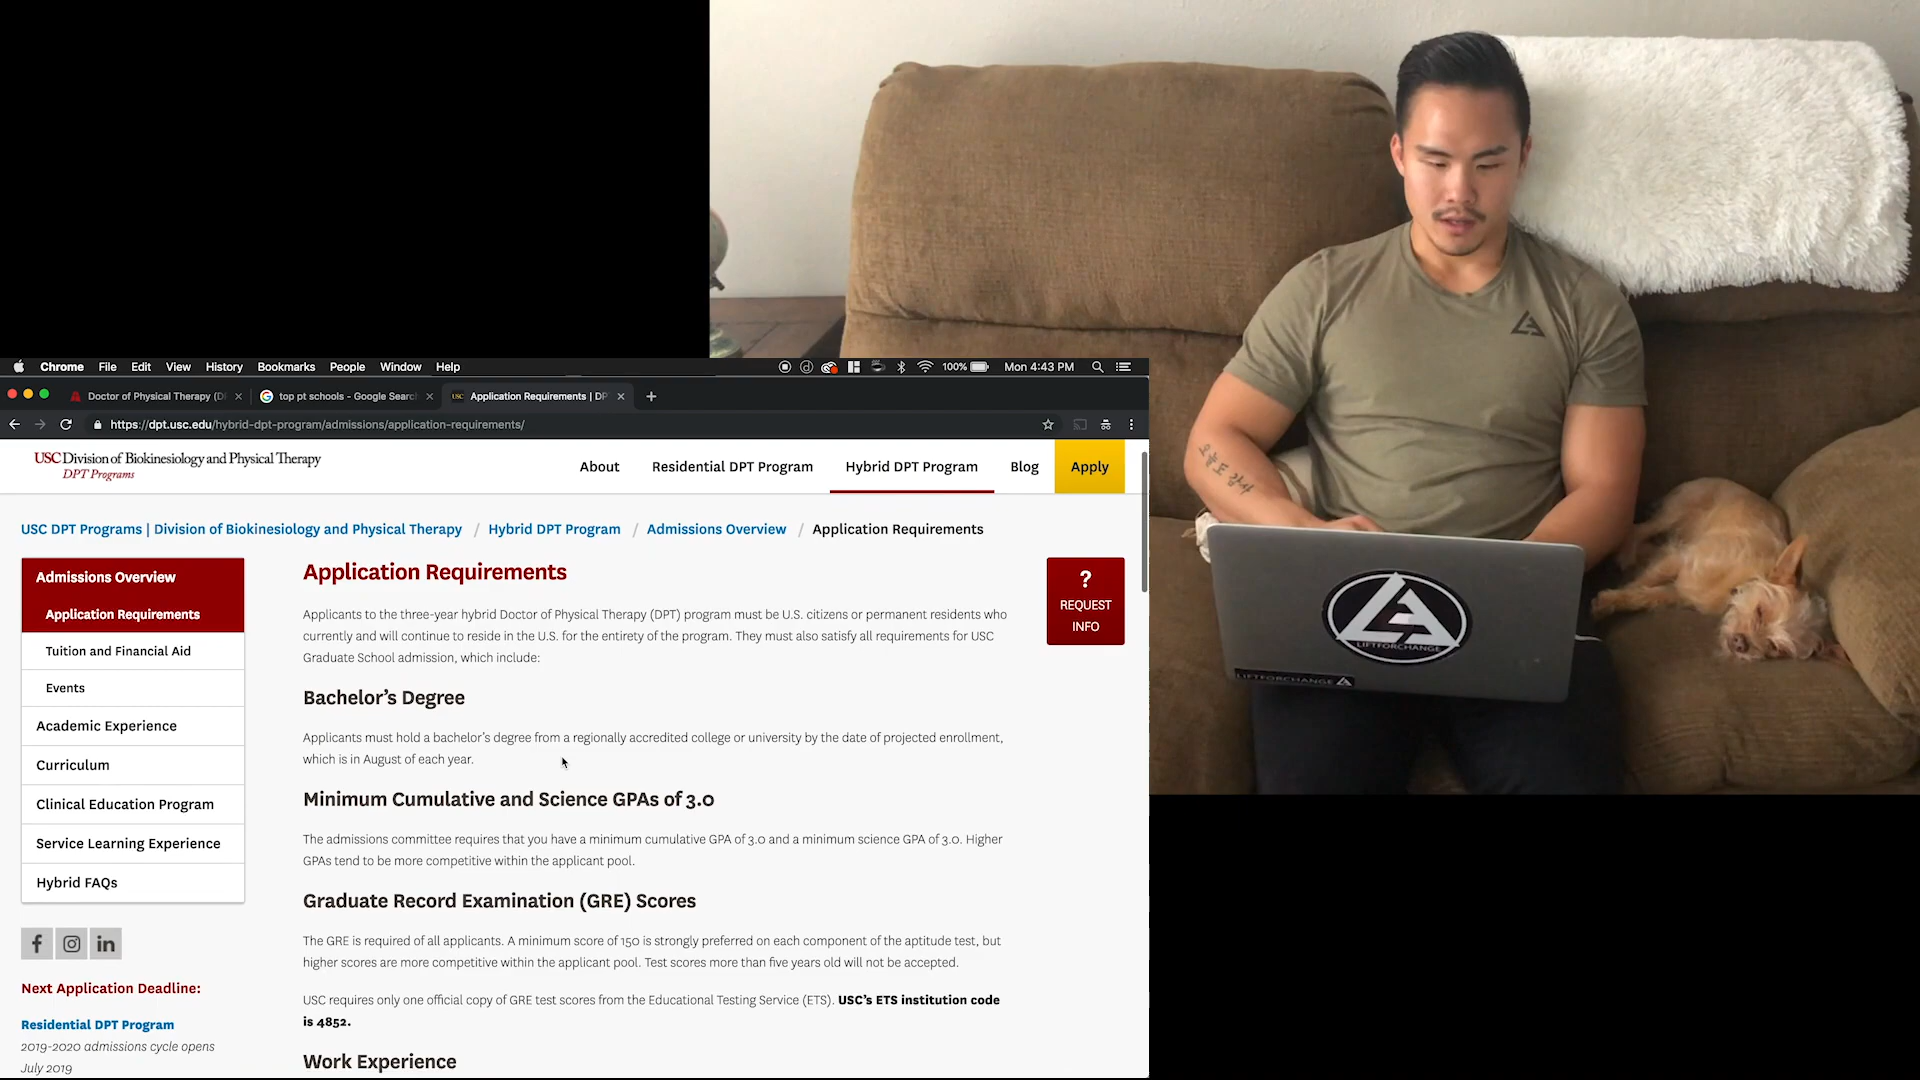 Chrome File Edit View History Bookmarks People Window Help 100% Mon 4:43 PM
Doctor of Physical Therapy (D top pt schools - Google Searc Application Requirements | DP
https://dpt.usc.edu/hybrid-dpt-program/admissions/application-requirements/
USC Division of Biokinesiology and Physical Therapy
DPT Programs
About Residential DPT Program Hybrid DPT Program Blog Apply
USC DPT Programs | Division of Biokinesiology and Physical Therapy / Hybrid DPT Program / Admissions Overview / Application Requirements
Admissions Overview
Application Requirements
Tuition and Financial Aid
Events
Academic Experience
Curriculum
Clinical Education Program
Service Learning Experience
Hybrid FAQs
Next Application Deadline:
Residential DPT Program
2019-2020 admissions cycle opens
July 2019
Application Requirements
Applicants to the three-year hybrid Doctor of Physical Therapy (DPT) program must be U.S. citizens or permanent residents who
currently and will continue to reside in the U.S. for the entirety of the program. They must also satisfy all requirements for USC
Graduate School admission, which include:
Bachelor's Degree
Applicants must hold a bachelor's degree from a regionally accredited college or university by the date of projected enrollment,
which is in August of each year.
Minimum Cumulative and Science GPAs of 3.0
The admissions committee requires that you have a minimum cumulative GPA of 3.0 and a minimum science GPA of 3.0. Higher
GPAs tend to be more competitive within the applicant pool.
Graduate Record Examination (GRE) Scores
The GRE is required of all applicants. A minimum score of 150 is strongly preferred on each component of the aptitude test, but
higher scores are more competitive within the applicant pool. Test scores more than five years old will not be accepted.
USC requires only one official copy of GRE test scores from the Educational Testing Service (ETS). USC's ETS institution code
is 4852.
Work Experience
?
REQUEST
INFO
오늘도 감사
LIFTFORCHANGE
LIFTFORCHANGE